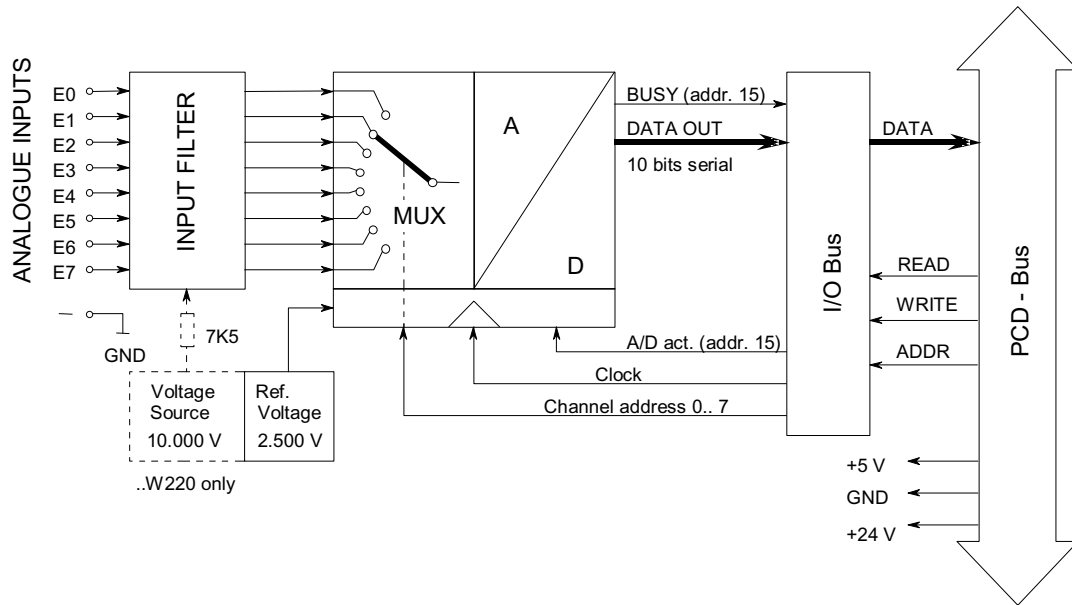 ANALOGUE INPUTS
E0
E1
E2
E3
E4
E5
E6
E7
GND
INPUT FILTER
7K5
Voltage
Source
10.000 V
Ref.
Voltage
2.500 V
..W220 only
MUX
A
D
BUSY (addr. 15)
DATA OUT
10 bits serial
A/D act. (addr. 15)
Clock
Channel address 0.. 7
I/O Bus
DATA
READ
WRITE
ADDR
+5 V
GND
+24 V
PCD - Bus